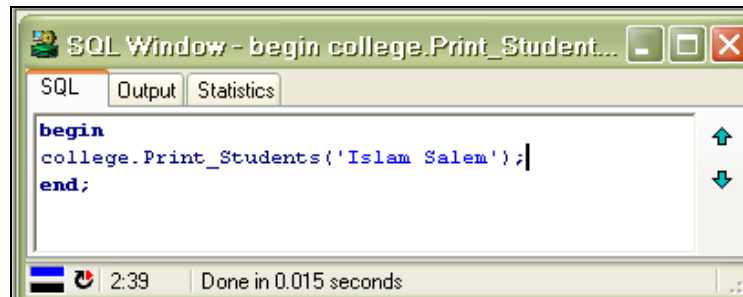 SQL Window - begin college.Print_Student...
SQL Output Statistics
begin
college.Print_Students('Islam Salem');
end;
2:39 Done in 0.015 seconds